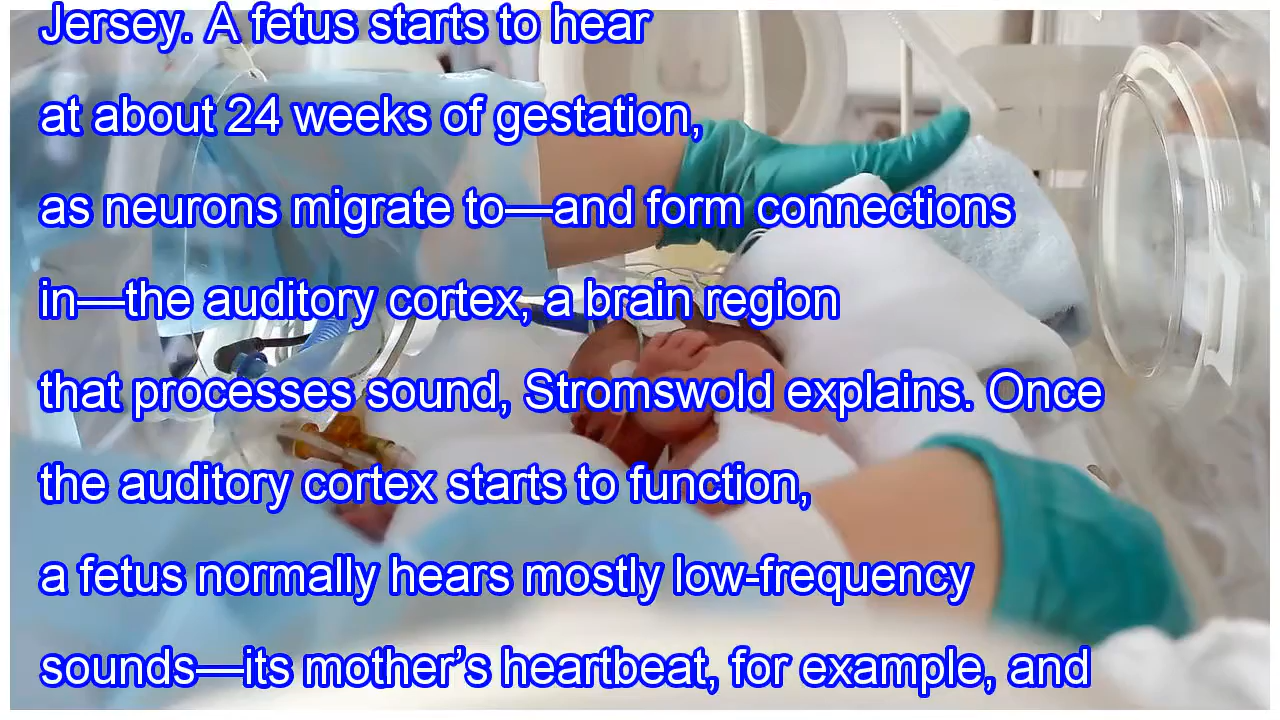 Jersey. A fetus starts to hear
at about 24 weeks of gestation,
as neurons migrate to—and form connections
in—the auditory cortex, a brain region
that processes sound, Stromswold explains. Once
the auditory cortex starts to function,
a fetus normally hears mostly low-frequency
sounds—its mother’s heartbeat, for example, and